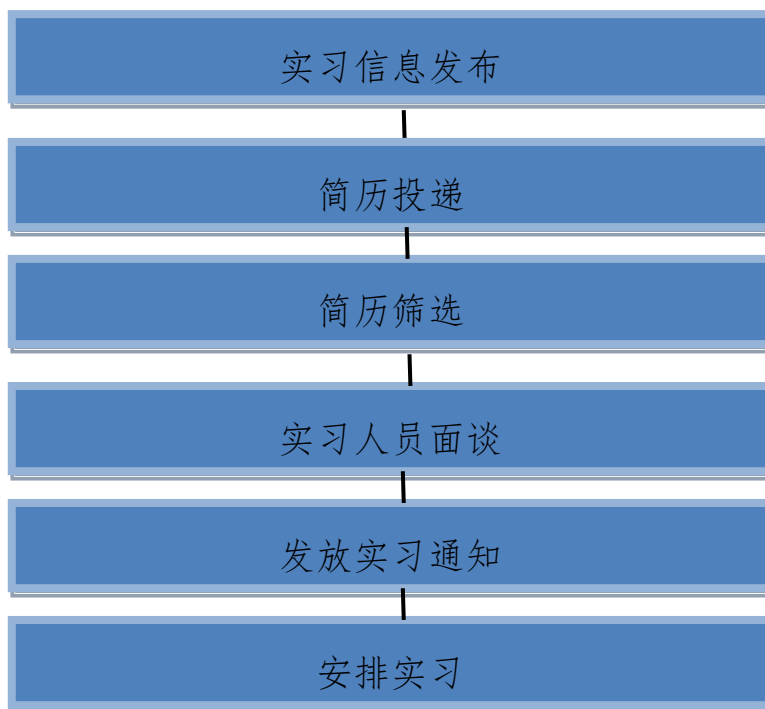 实习信息发布
简历投递
简历筛选
实习人员面谈
发放实习通知
安排实习